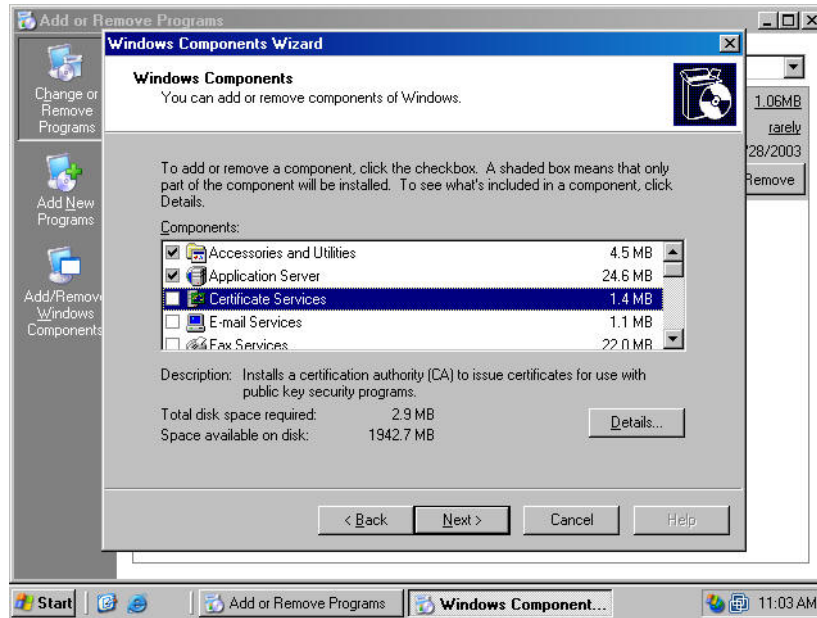 Add or Remove Programs
Windows Components Wizard
Change or
Remove
Programs
Add New
Programs
Add/Remove
Windows
Components
Windows Components
You can add or remove components of Windows.
1.06MB
rarely
/28/2003
Remove
To add or remove a component, click the checkbox. A shaded box means that only
part of the component will be installed. To see what's included in a component, click
Details.
Components:
Accessories and Utilities 4.5 MB
Application Server 24.6 MB
Certificate Services 1.4 MB
E-mail Services 1.1 MB
Fax Services 22.0 MB
Description: Installs a certification authority (CA) to issue certificates for use with
public key security programs.
Total disk space required: 2.9 MB
Space available on disk: 1942.7 MB
Details...
< Back Next > Cancel Help
Start Add or Remove Programs Windows Component... 11:03 AM